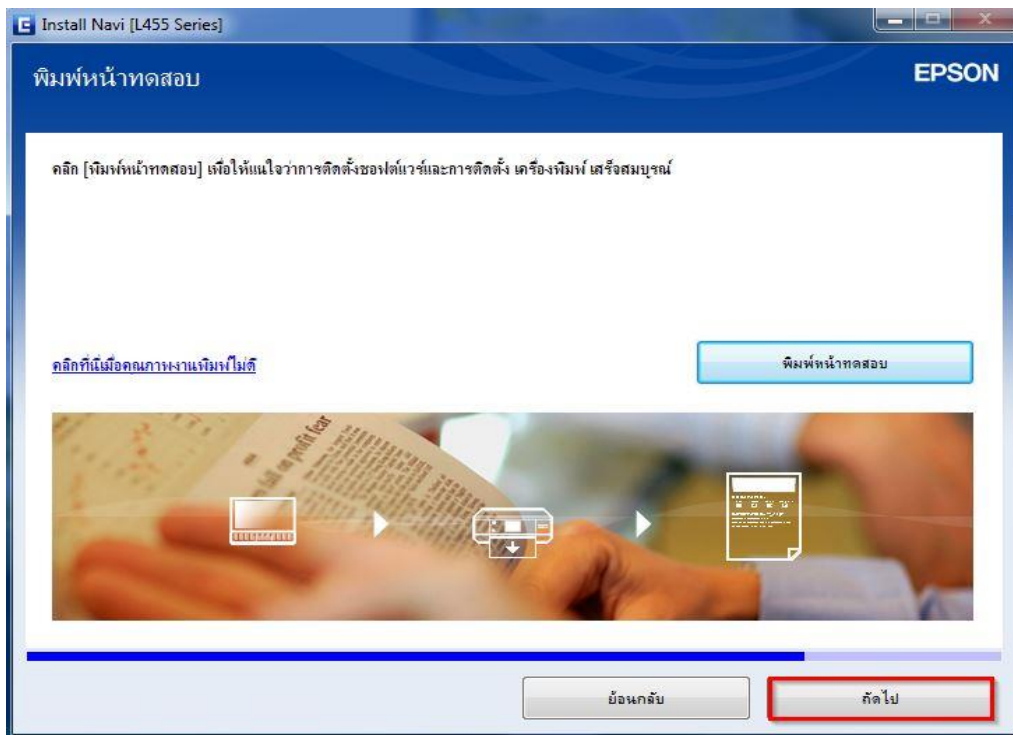 Install Navi [L455 Series]
พิมพ์หน้าทดสอบ
EPSON
คลิก [พิมพ์หน้าทดสอบ] เพื่อให้แน่ใจว่าการติดตั้งซอฟต์แวร์และการติดตั้ง เครื่องพิมพ์ เสร็จสมบูรณ์
คลิกที่นี่เมื่อคุณภาพงานพิมพ์ไม่ดี
พิมพ์หน้าทดสอบ
fall on profit fear
ย้อนกลับ
ถัดไป